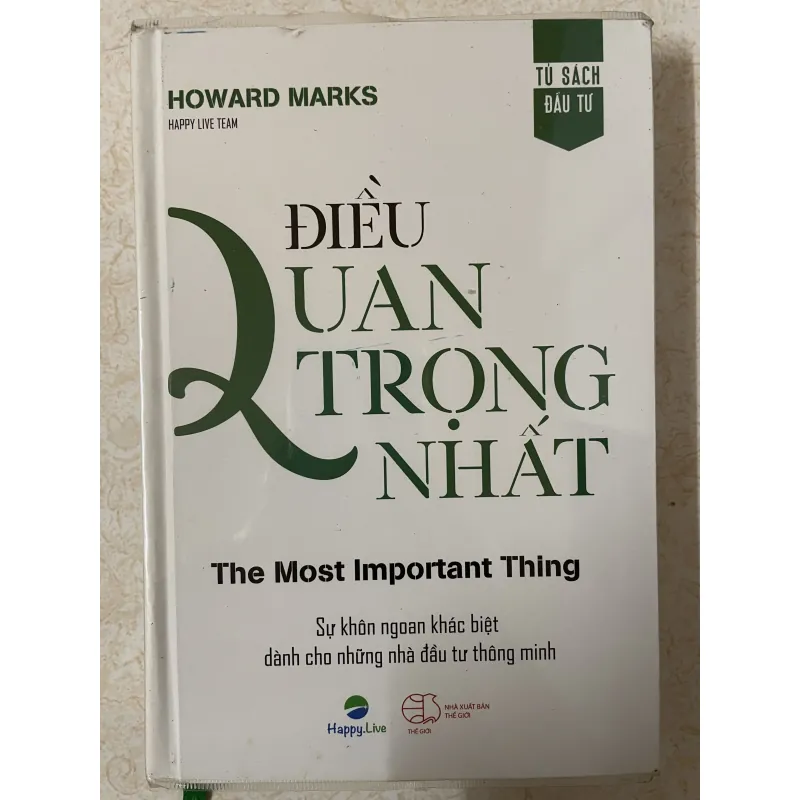 HOWARD MARKS
HAPPY LIVE TEAM
TỦ SÁCH
ĐẦU TƯ
ĐIỀU
QUAN
TRỌNG
NHẤT
The Most Important Thing
Sự khôn ngoan khác biệt
dành cho những nhà đầu tư thông minh
Happy.Live
THẾ GIỚI
NHÀ XUẤT BẢN
THẾ GIỚI